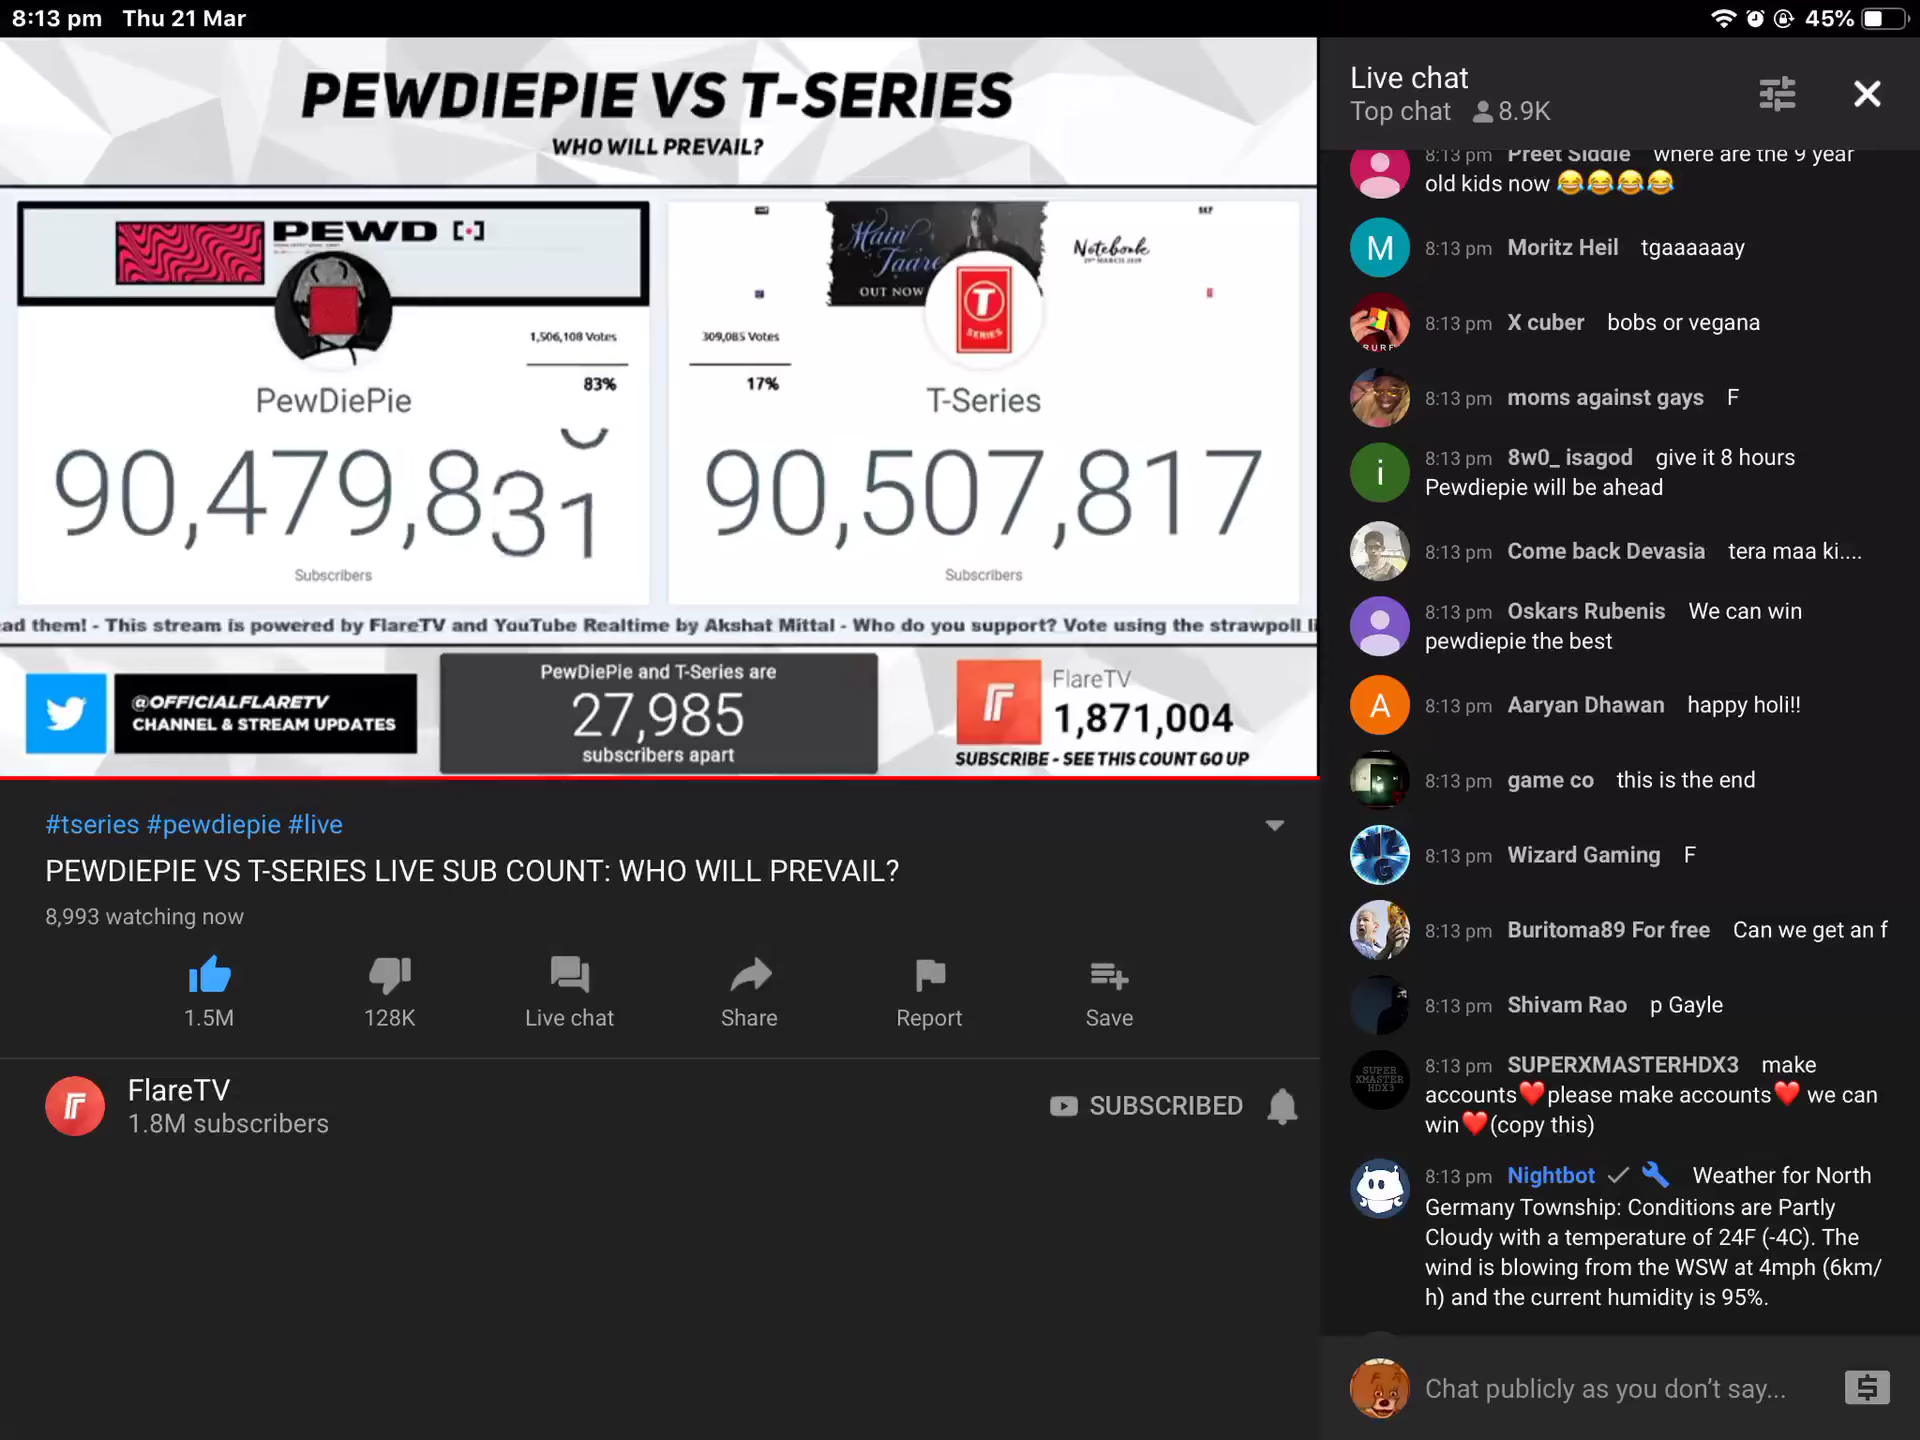 8:13 pm Thu 21 Mar
45%
PEWDIEPIE VS T-SERIES
WHO WILL PREVAIL?
PEWD
1,506,108 Votes
83%
PewDiePie
90,479,831
Subscribers
Main
Taare
OUT NOW
Notebook
29TH MARCH 2019
T
SERIES
309,085 Votes
17%
T-Series
90,507,817
Subscribers
ad them! - This stream is powered by FlareTV and YouTube Realtime by Akshat Mittal - Who do you support? Vote using the strawpoll li
@OFFICIALFLARETV
CHANNEL & STREAM UPDATES
PewDiePie and T-Series are
27,985
subscribers apart
FlareTV
1,871,004
SUBSCRIBE - SEE THIS COUNT GO UP
#tseries #pewdiepie #live
PEWDIEPIE VS T-SERIES LIVE SUB COUNT: WHO WILL PREVAIL?
8,993 watching now
1.5M
128K
Live chat
Share
Report
Save
FlareTV
1.8M subscribers
SUBSCRIBED
Live chat
Top chat 8.9K
8:13 pm Preet Siddle where are the 9 year
old kids now 😂😂😂😂
M
8:13 pm Moritz Heil tgaaaaaay
RURF
8:13 pm X cuber bobs or vegana
8:13 pm moms against gays F
i
8:13 pm 8w0_ isagod give it 8 hours
Pewdiepie will be ahead
8:13 pm Come back Devasia tera maa ki....
8:13 pm Oskars Rubenis We can win
pewdiepie the best
A
8:13 pm Aaryan Dhawan happy holi!!
8:13 pm game co this is the end
8:13 pm Wizard Gaming F
8:13 pm Buritoma89 For free Can we get an f
8:13 pm Shivam Rao p Gayle
SUPER
XMASTER
HDX3
8:13 pm SUPERXMASTERHDX3 make
accounts❤️please make accounts❤️ we can
win❤️(copy this)
8:13 pm Nightbot Weather for North
Germany Township: Conditions are Partly
Cloudy with a temperature of 24F (-4C). The
wind is blowing from the WSW at 4mph (6km/
h) and the current humidity is 95%.
Chat publicly as you don't say...